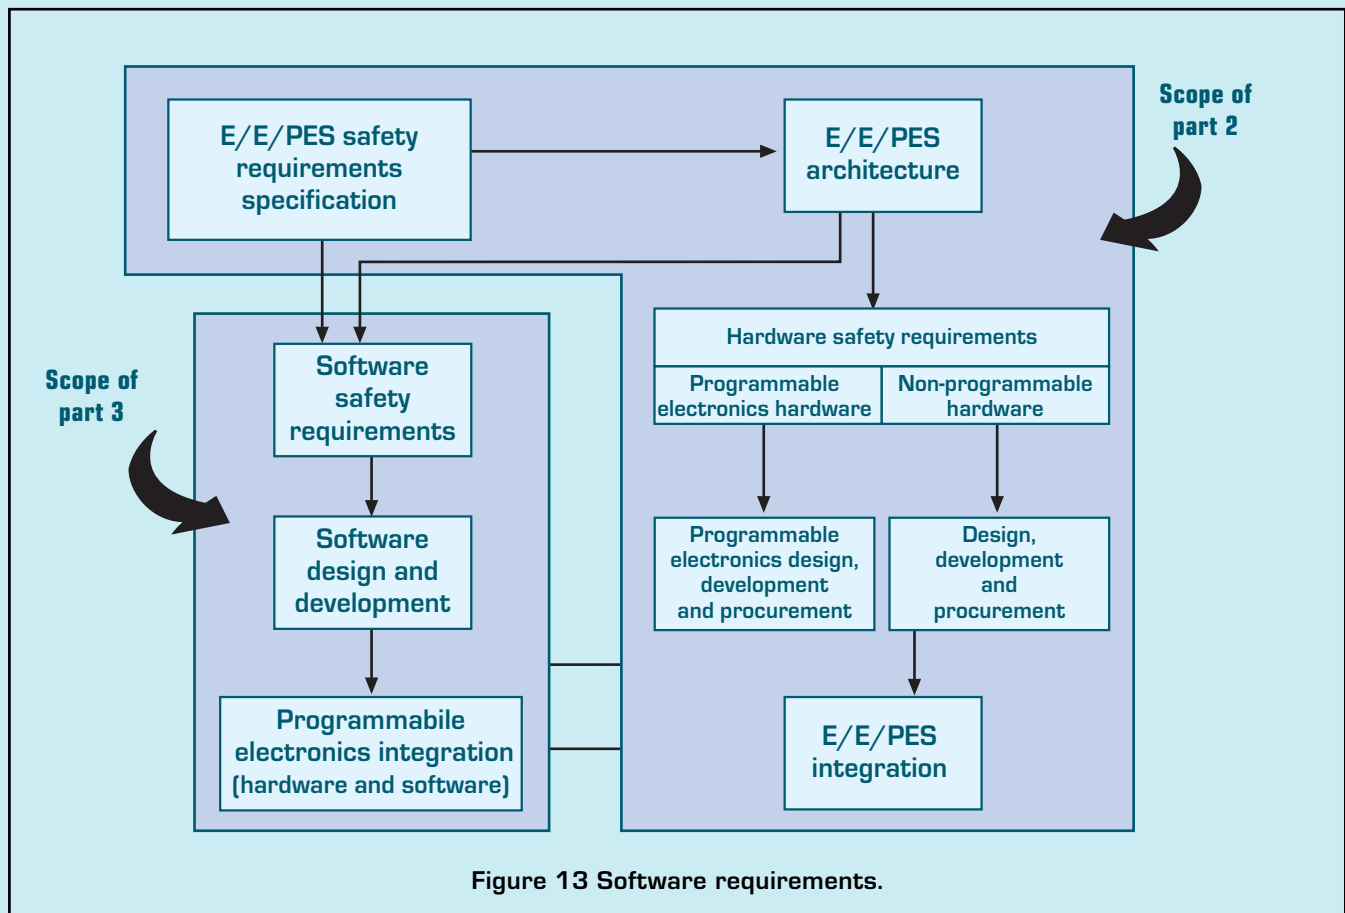 Scope of
part 2
E/E/PES safety
requirements
specification
E/E/PES
architecture
Hardware safety requirements
Programmable
electronics hardware
Non-programmable
hardware
Scope of
part 3
Software
safety
requirements
Software
design and
development
Programmable
electronics design,
development
and procurement
Design,
development
and
procurement
Programmabile
electronics integration
(hardware and software)
E/E/PES
integration
Figure 13 Software requirements.